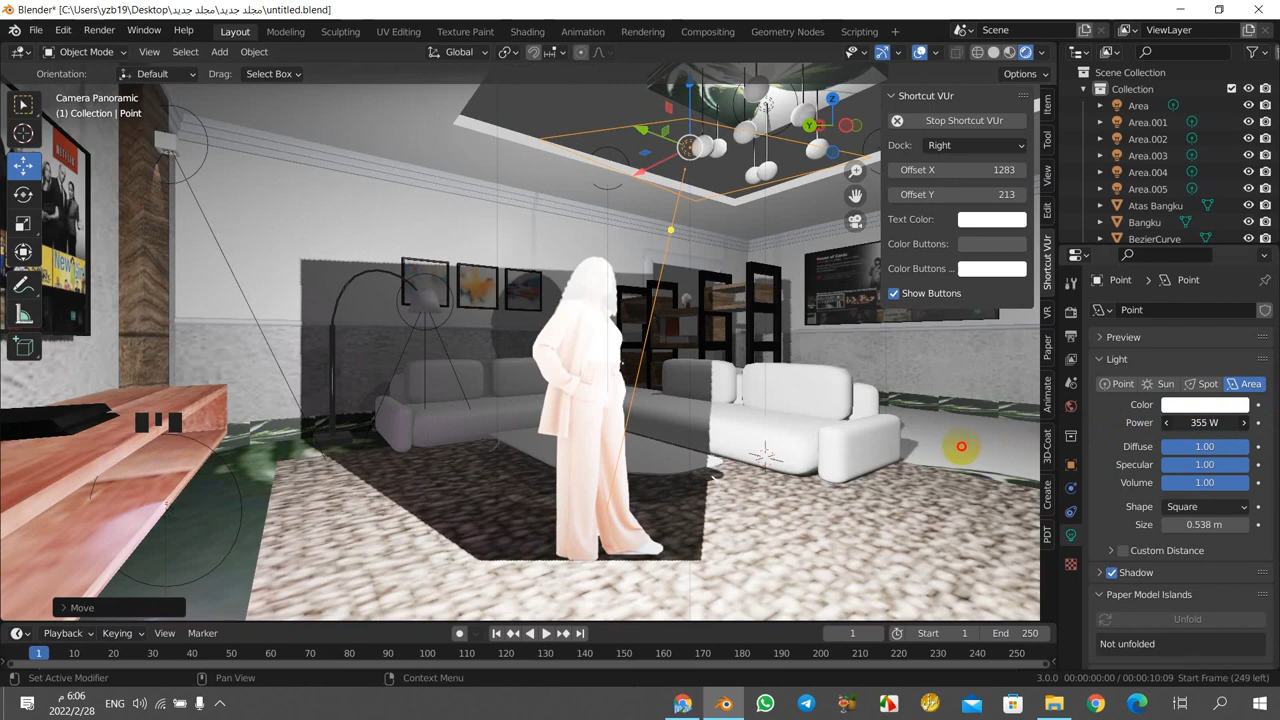 Blender* [C:\Users\yzb19\Desktop\مجلد جديد\مجلد جديد\untitled.blend]
File Edit Render Window Help Layout Modeling Sculpting UV Editing Texture Paint Shading Animation Rendering Compositing Geometry Nodes Scripting Scene ViewLayer
Object Mode View Select Add Object Global
Orientation: Default Drag: Select Box Options
Camera Panoramic
(1) Collection | Point
Shortcut VUr
Stop Shortcut VUr
Dock: Right
Offset X 1283
Offset Y 213
Text Color:
Color Buttons:
Color Buttons ...
Show Buttons
Item
Tool
View
Edit
Shortcut VUr
VR
Paper
Animate
3D-Coat
Create
PDT
Scene Collection
Collection
Area
Area.001
Area.002
Area.003
Area.004
Area.005
Atas Bangku
Bangku
BezierCurve
Point Point
Point
Preview
Light
Point Sun Spot Area
Color
Power 355 W
Diffuse 1.00
Specular 1.00
Volume 1.00
Shape Square
Size 0.538 m
Custom Distance
Shadow
Paper Model Islands
Unfold
Not unfolded
NETFLIX
House of Cards
Z
Y
Move
Playback Keying View Marker 1 Start 1 End 250
1 10 20 30 40 50 60 70 80 90 100 110 120 130 140 150 160 170 180 190 200 210 220 230 240 250
Set Active Modifier Pan View Context Menu 3.0.0 00:00:00:00 / 00:00:10:09 Start Frame (249 left)
6:06 م
2022/2/28
ENG